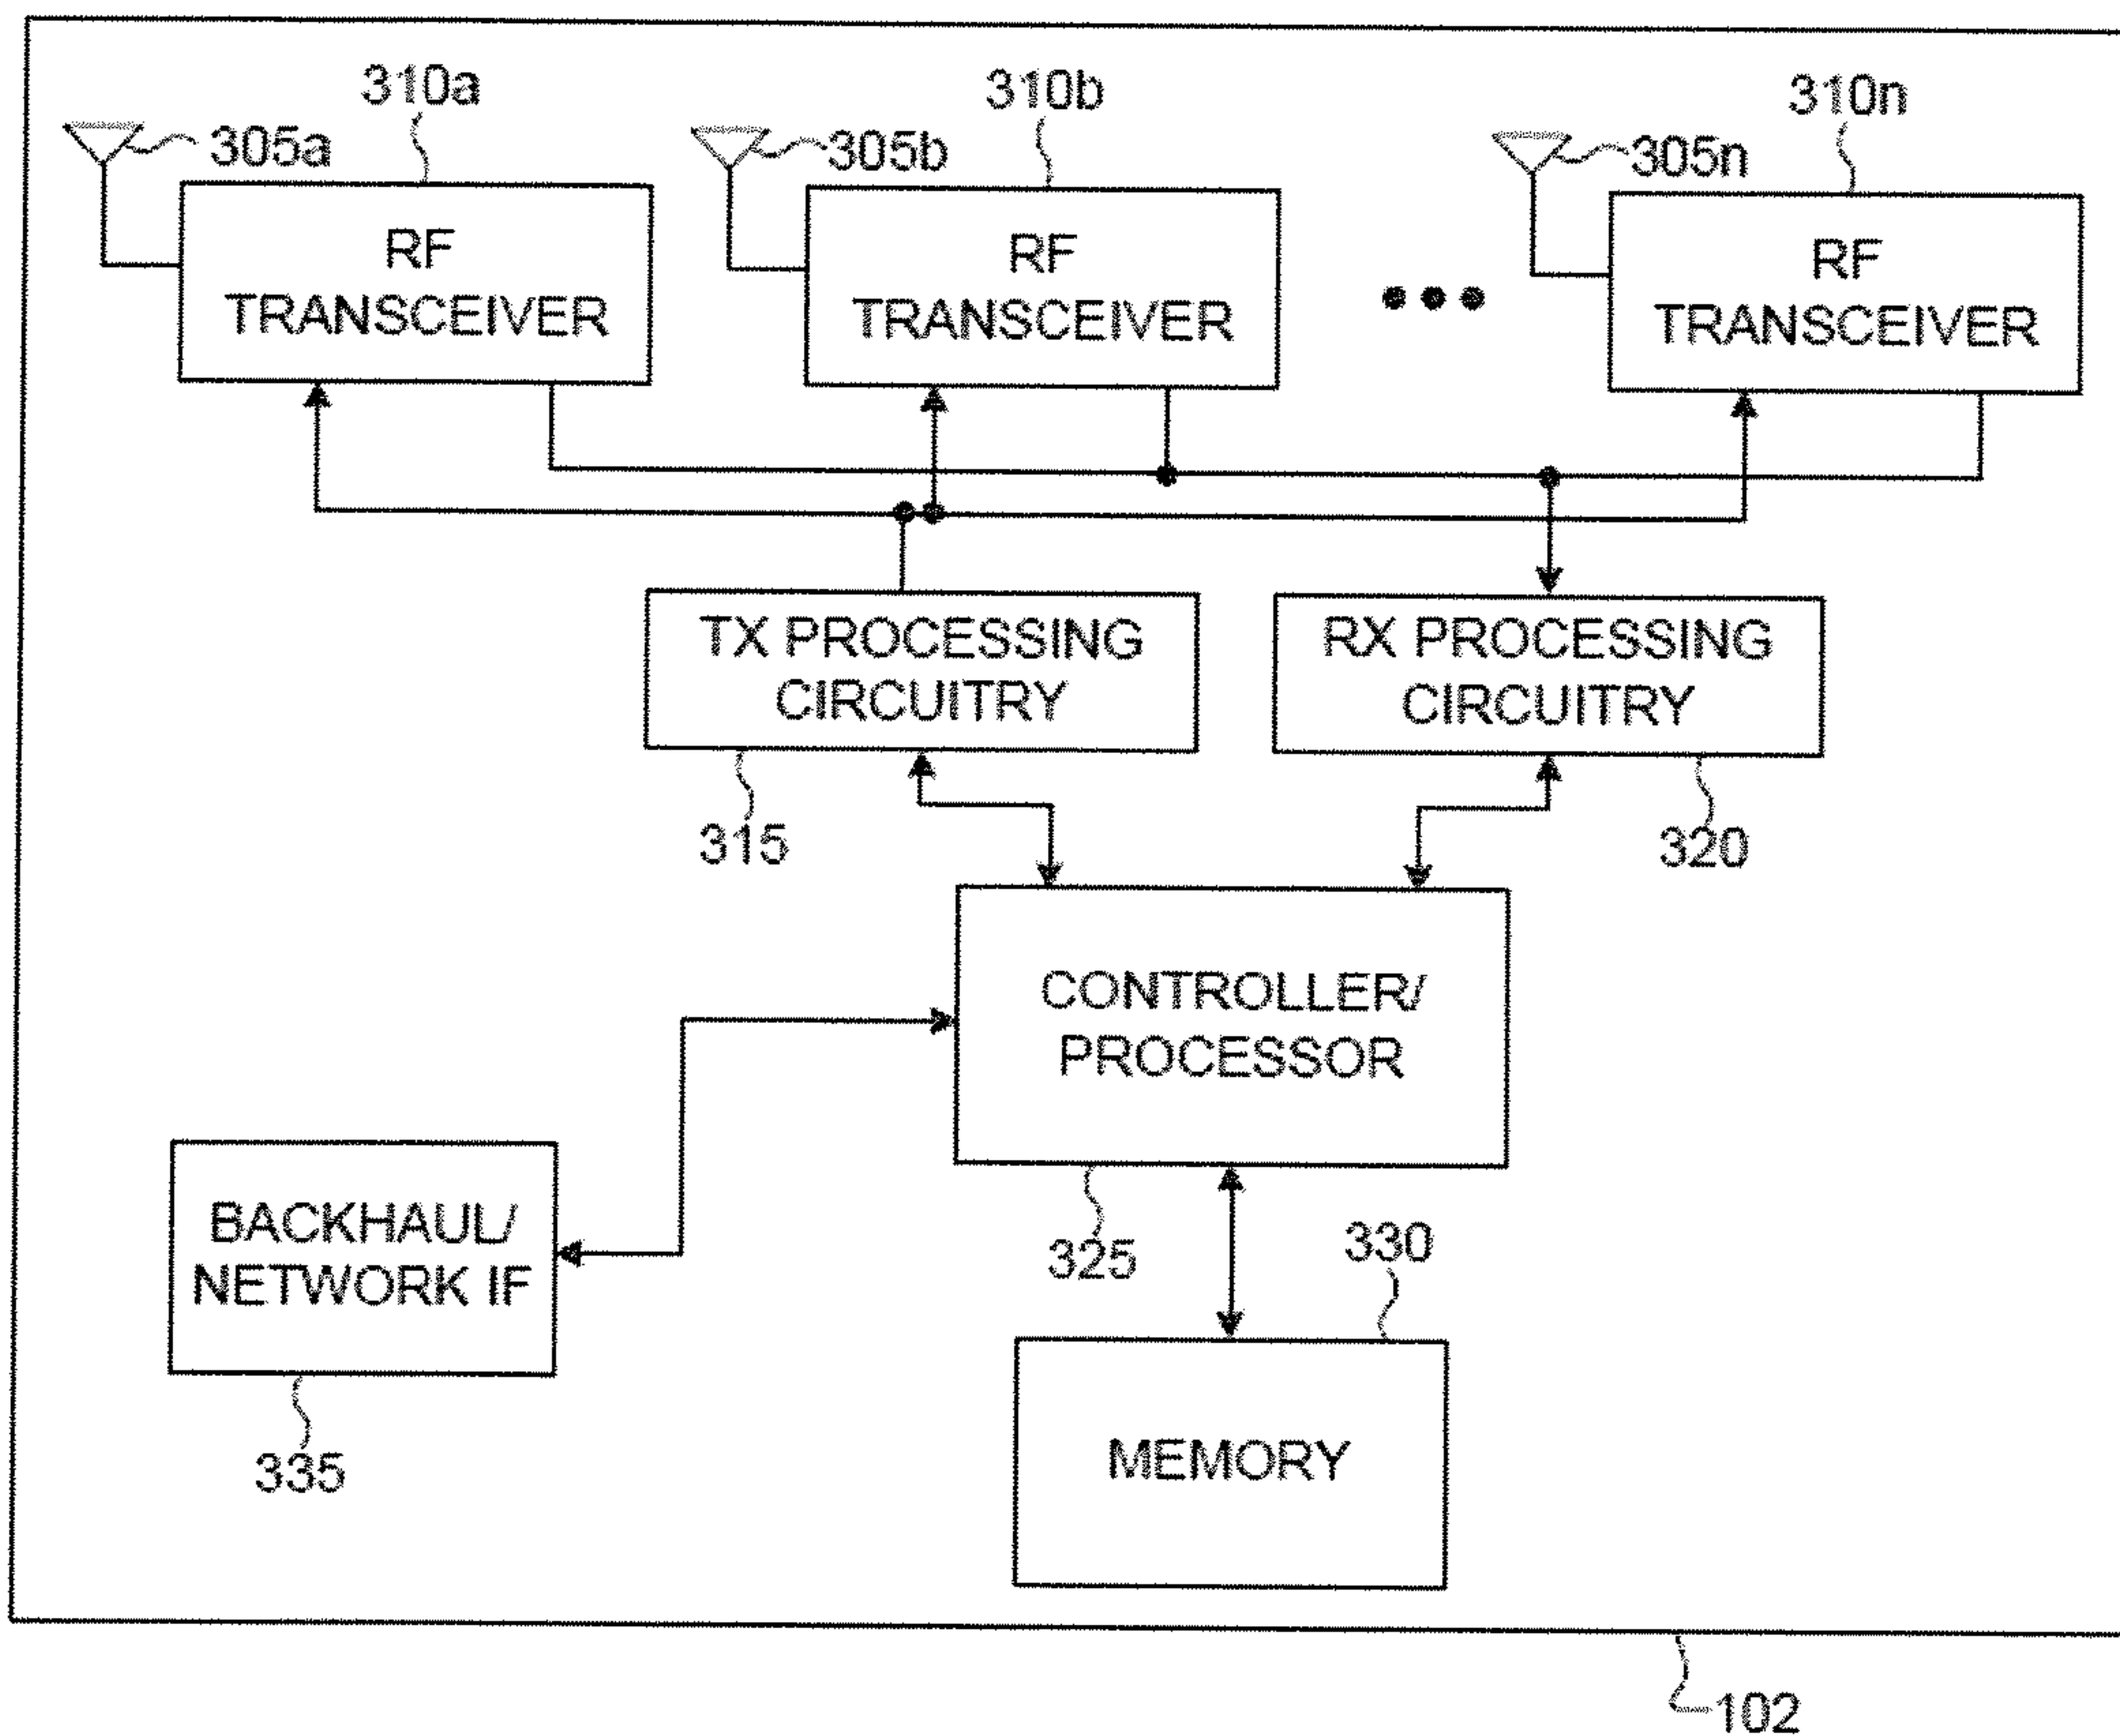 310a
310b
310n
305a
305b
305n
RF
TRANSCEIVER
RF
TRANSCEIVER
RF
TRANSCEIVER
TX PROCESSING
CIRCUITRY
RX PROCESSING
CIRCUITRY
315
320
CONTROLLER/
PROCESSOR
BACKHAUL/
NETWORK IF
325
330
335
MEMORY
102